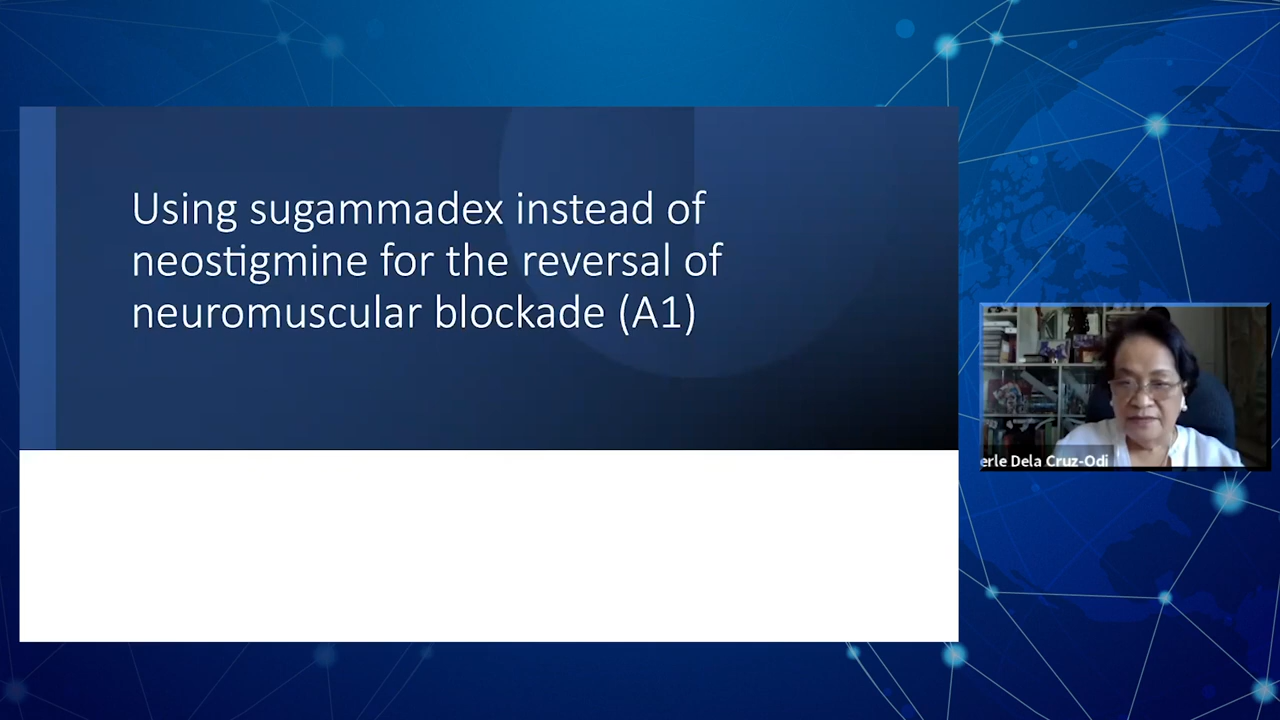 Using sugammadex instead of
neostigmine for the reversal of
neuromuscular blockade (A1)
erle Dela Cruz-Odi